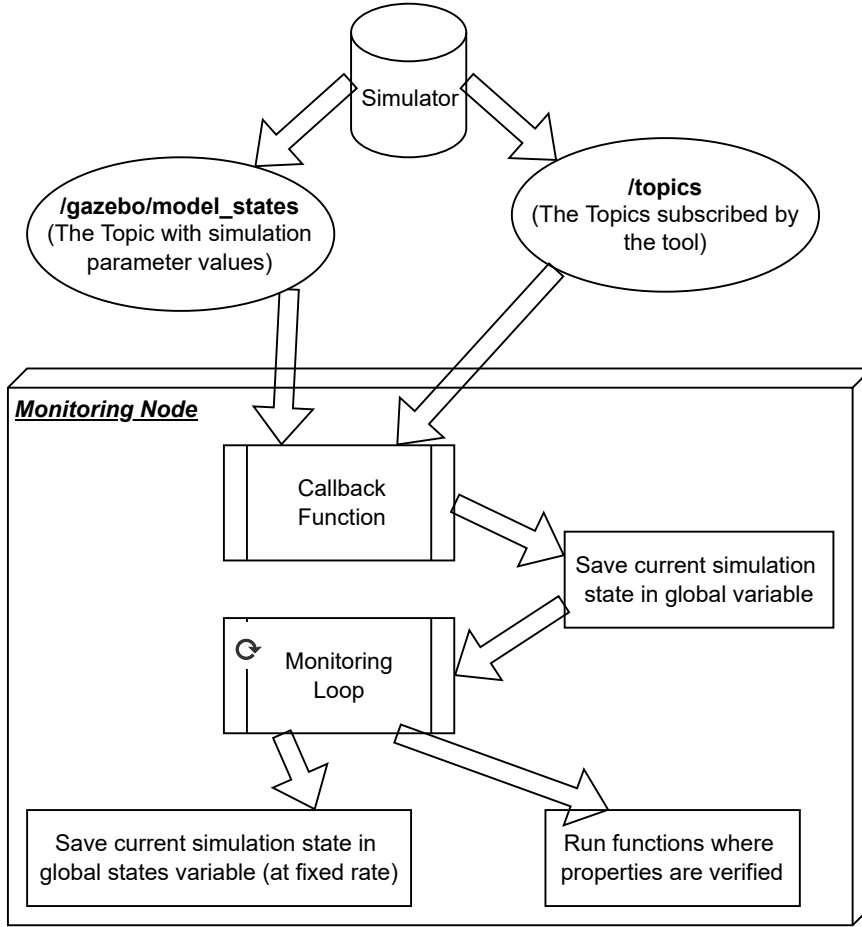 Simulator
/gazebo/model_states
(The Topic with simulation
parameter values)
/topics
(The Topics subscribed by
the tool)
Monitoring Node
Callback
Function
Save current simulation
state in global variable
Monitoring
Loop
Save current simulation state in
global states variable (at fixed rate)
Run functions where
properties are verified